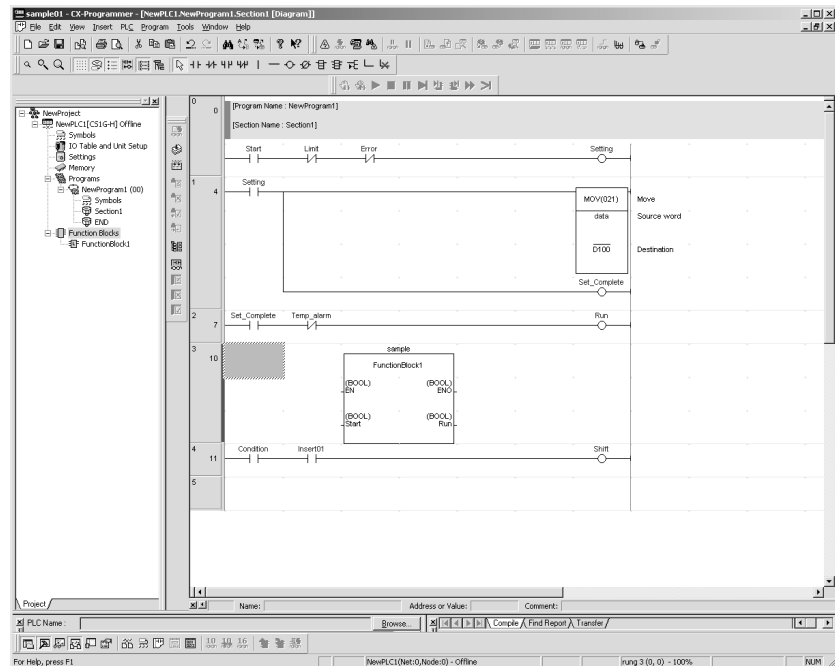 sample01 - CX-Programmer - [NewPLC1.NewProgram1.Section1 [Diagram]]
File Edit View Insert PLC Program Tools Window Help
NewProject
NewPLC1[CS1G-H] Offline
Symbols
IO Table and Unit Setup
Settings
Memory
Programs
NewProgram1 (00)
Symbols
Section1
END
Function Blocks
FunctionBlock1
Project
0
0
[Program Name : NewProgram1]
[Section Name : Section1]
Start Limit Error Setting
1
4
Setting
MOV(021) Move
data Source word
D100 Destination
Set_Complete
2
7
Set_Complete Temp_alarm Run
3
10
sample
FunctionBlock1
(BOOL) (BOOL)
EN ENO
(BOOL) (BOOL)
Start Run
4
11
Condition Insert01 Shift
5
Name: Address or Value: Comment:
PLC Name : Browse... Compile Find Report Transfer
10 10 16
For Help, press F1 NewPLC1(Net:0,Node:0) - Offline rung 3 (0, 0) - 100% NUM